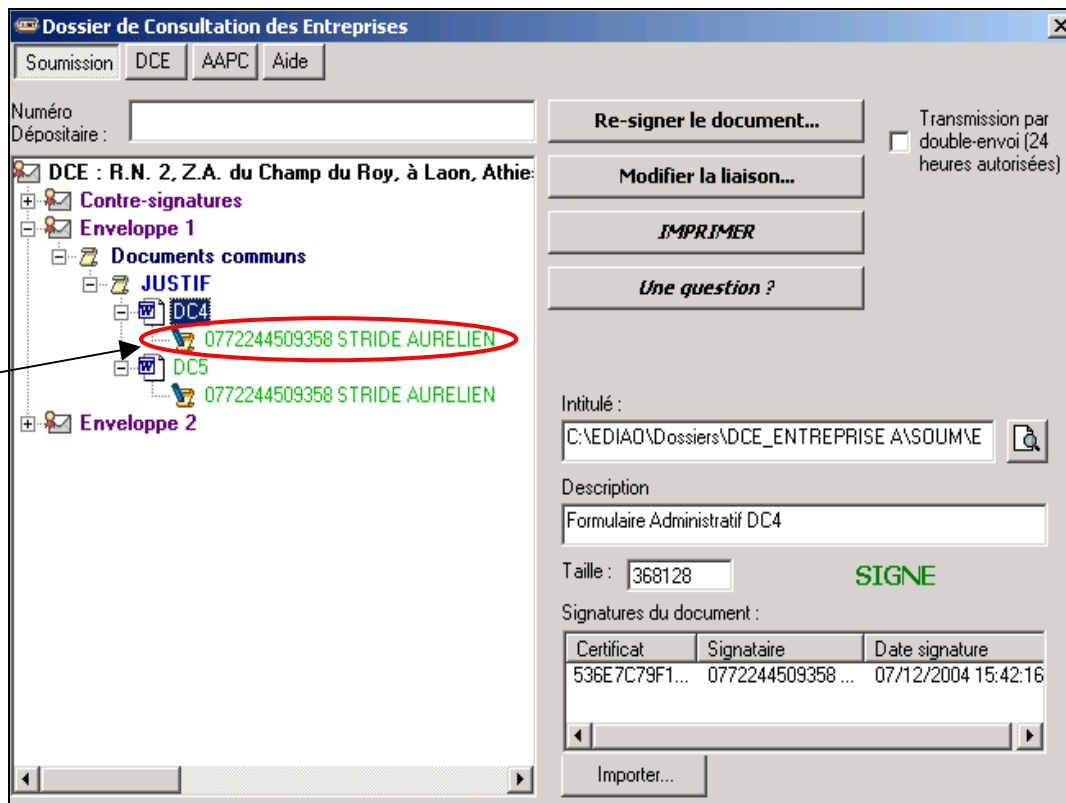 Dossier de Consultation des Entreprises
Soumission DCE AAPC Aide
Numéro
Dépositaire :
DCE : R.N. 2, Z.A. du Champ du Roy, à Laon, Athie
Contre-signatures
Enveloppe 1
Documents communs
JUSTIF
DC4
0772244509358 STRIDE AURELIEN
DC5
0772244509358 STRIDE AURELIEN
Enveloppe 2
Re-signer le document...
Modifier la liaison...
IMPRIMER
Une question ?
Transmission par
double-envoi (24
heures autorisées)
Intitulé :
C:\EDIAO\Dossiers\DCE_ENTREPRISE A\SOUM\E
Description
Formulaire Administratif DC4
Taille : 368128 SIGNE
Signatures du document :
Certificat Signataire Date signature
536E7C79F1... 0772244509358 ... 07/12/2004 15:42:16
Importer...